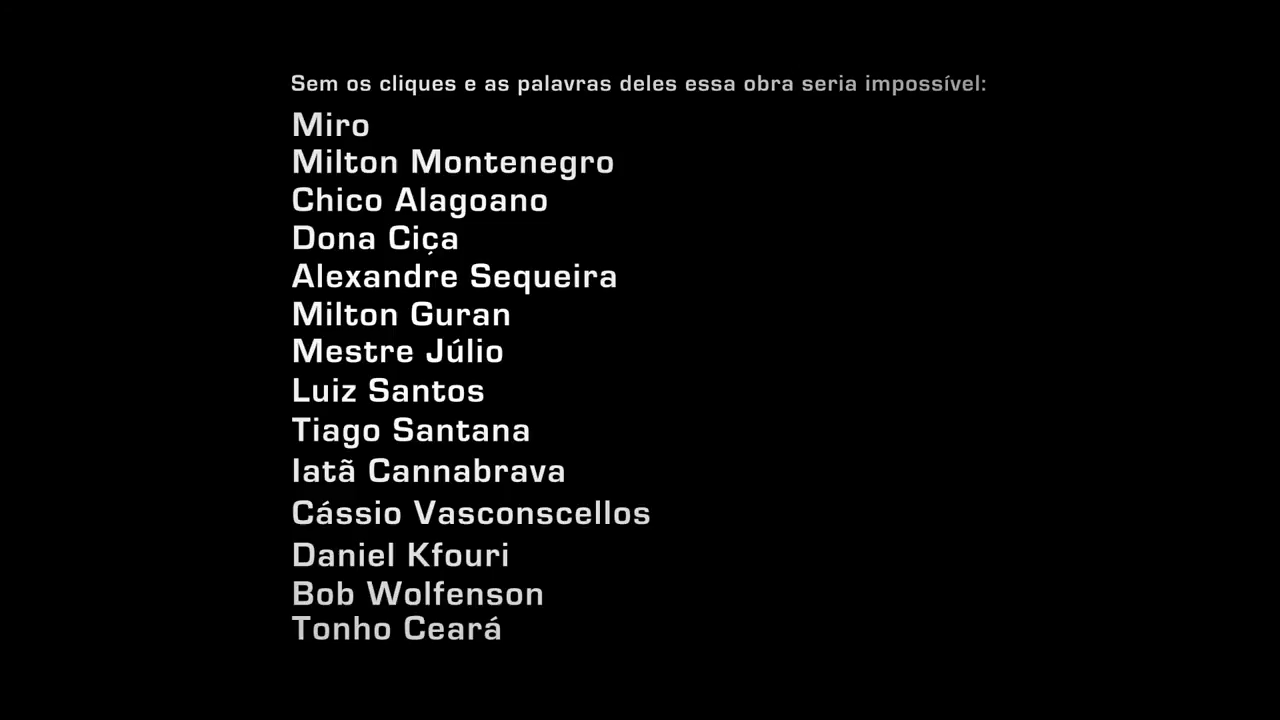 Sem os cliques e as palavras deles essa obra seria impossível:
Miro
Milton Montenegro
Chico Alagoano
Dona Ciça
Alexandre Sequeira
Milton Guran
Mestre Júlio
Luiz Santos
Tiago Santana
Iatã Cannabrava
Cássio Vasconscellos
Daniel Kfouri
Bob Wolfenson
Tonho Ceará